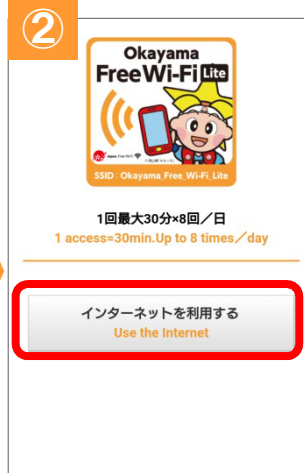 ②
Okayama
FreeWi-Fi Lite
SSID：Okayama_Free_Wi-Fi_Lite
1回最大30分×8回／日
1 access=30min.Up to 8 times／day
インターネットを利用する
Use the Internet